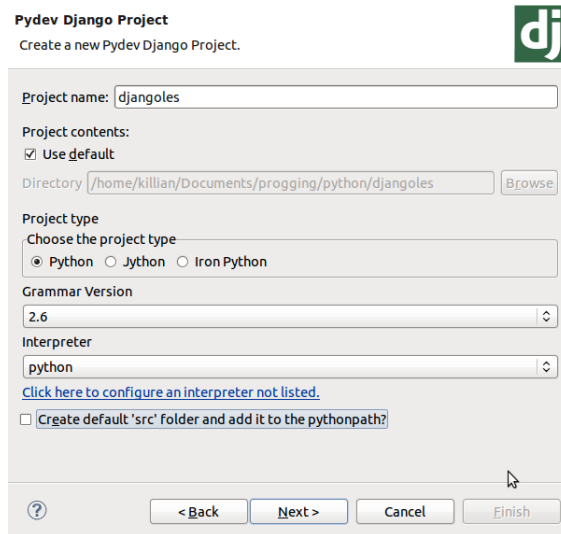 Pydev Django Project
Create a new Pydev Django Project.
dj
Project name: djangoles
Project contents:
Use default
Directory /home/killian/Documents/progging/python/djangoles Browse
Project type
Choose the project type
Python Jython Iron Python
Grammar Version
2.6
Interpreter
python
Click here to configure an interpreter not listed.
Create default 'src' folder and add it to the pythonpath?
? < Back Next > Cancel Finish